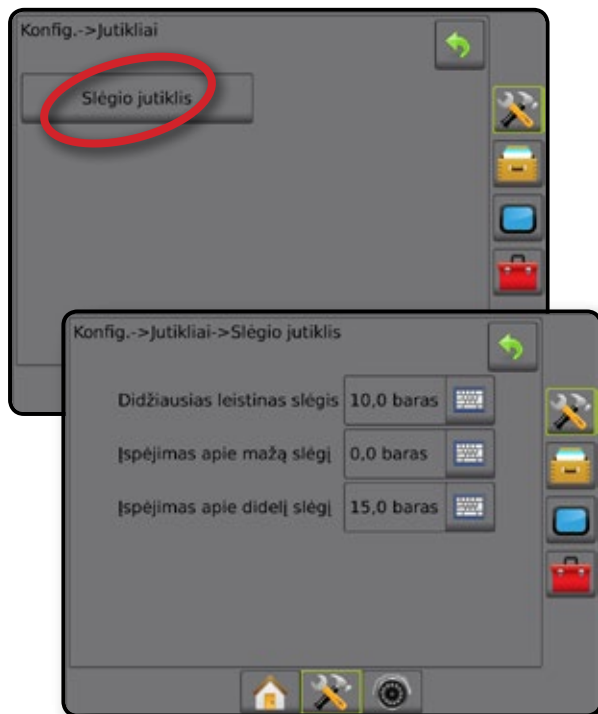 Konfig.->Jutikliai
Slėgio jutiklis
Konfig.->Jutikliai->Slėgio jutiklis
Didžiausias leistinas slėgis 10,0 baras
Įspėjimas apie mažą slėgį 0,0 baras
Įspėjimas apie didelį slėgį 15,0 baras